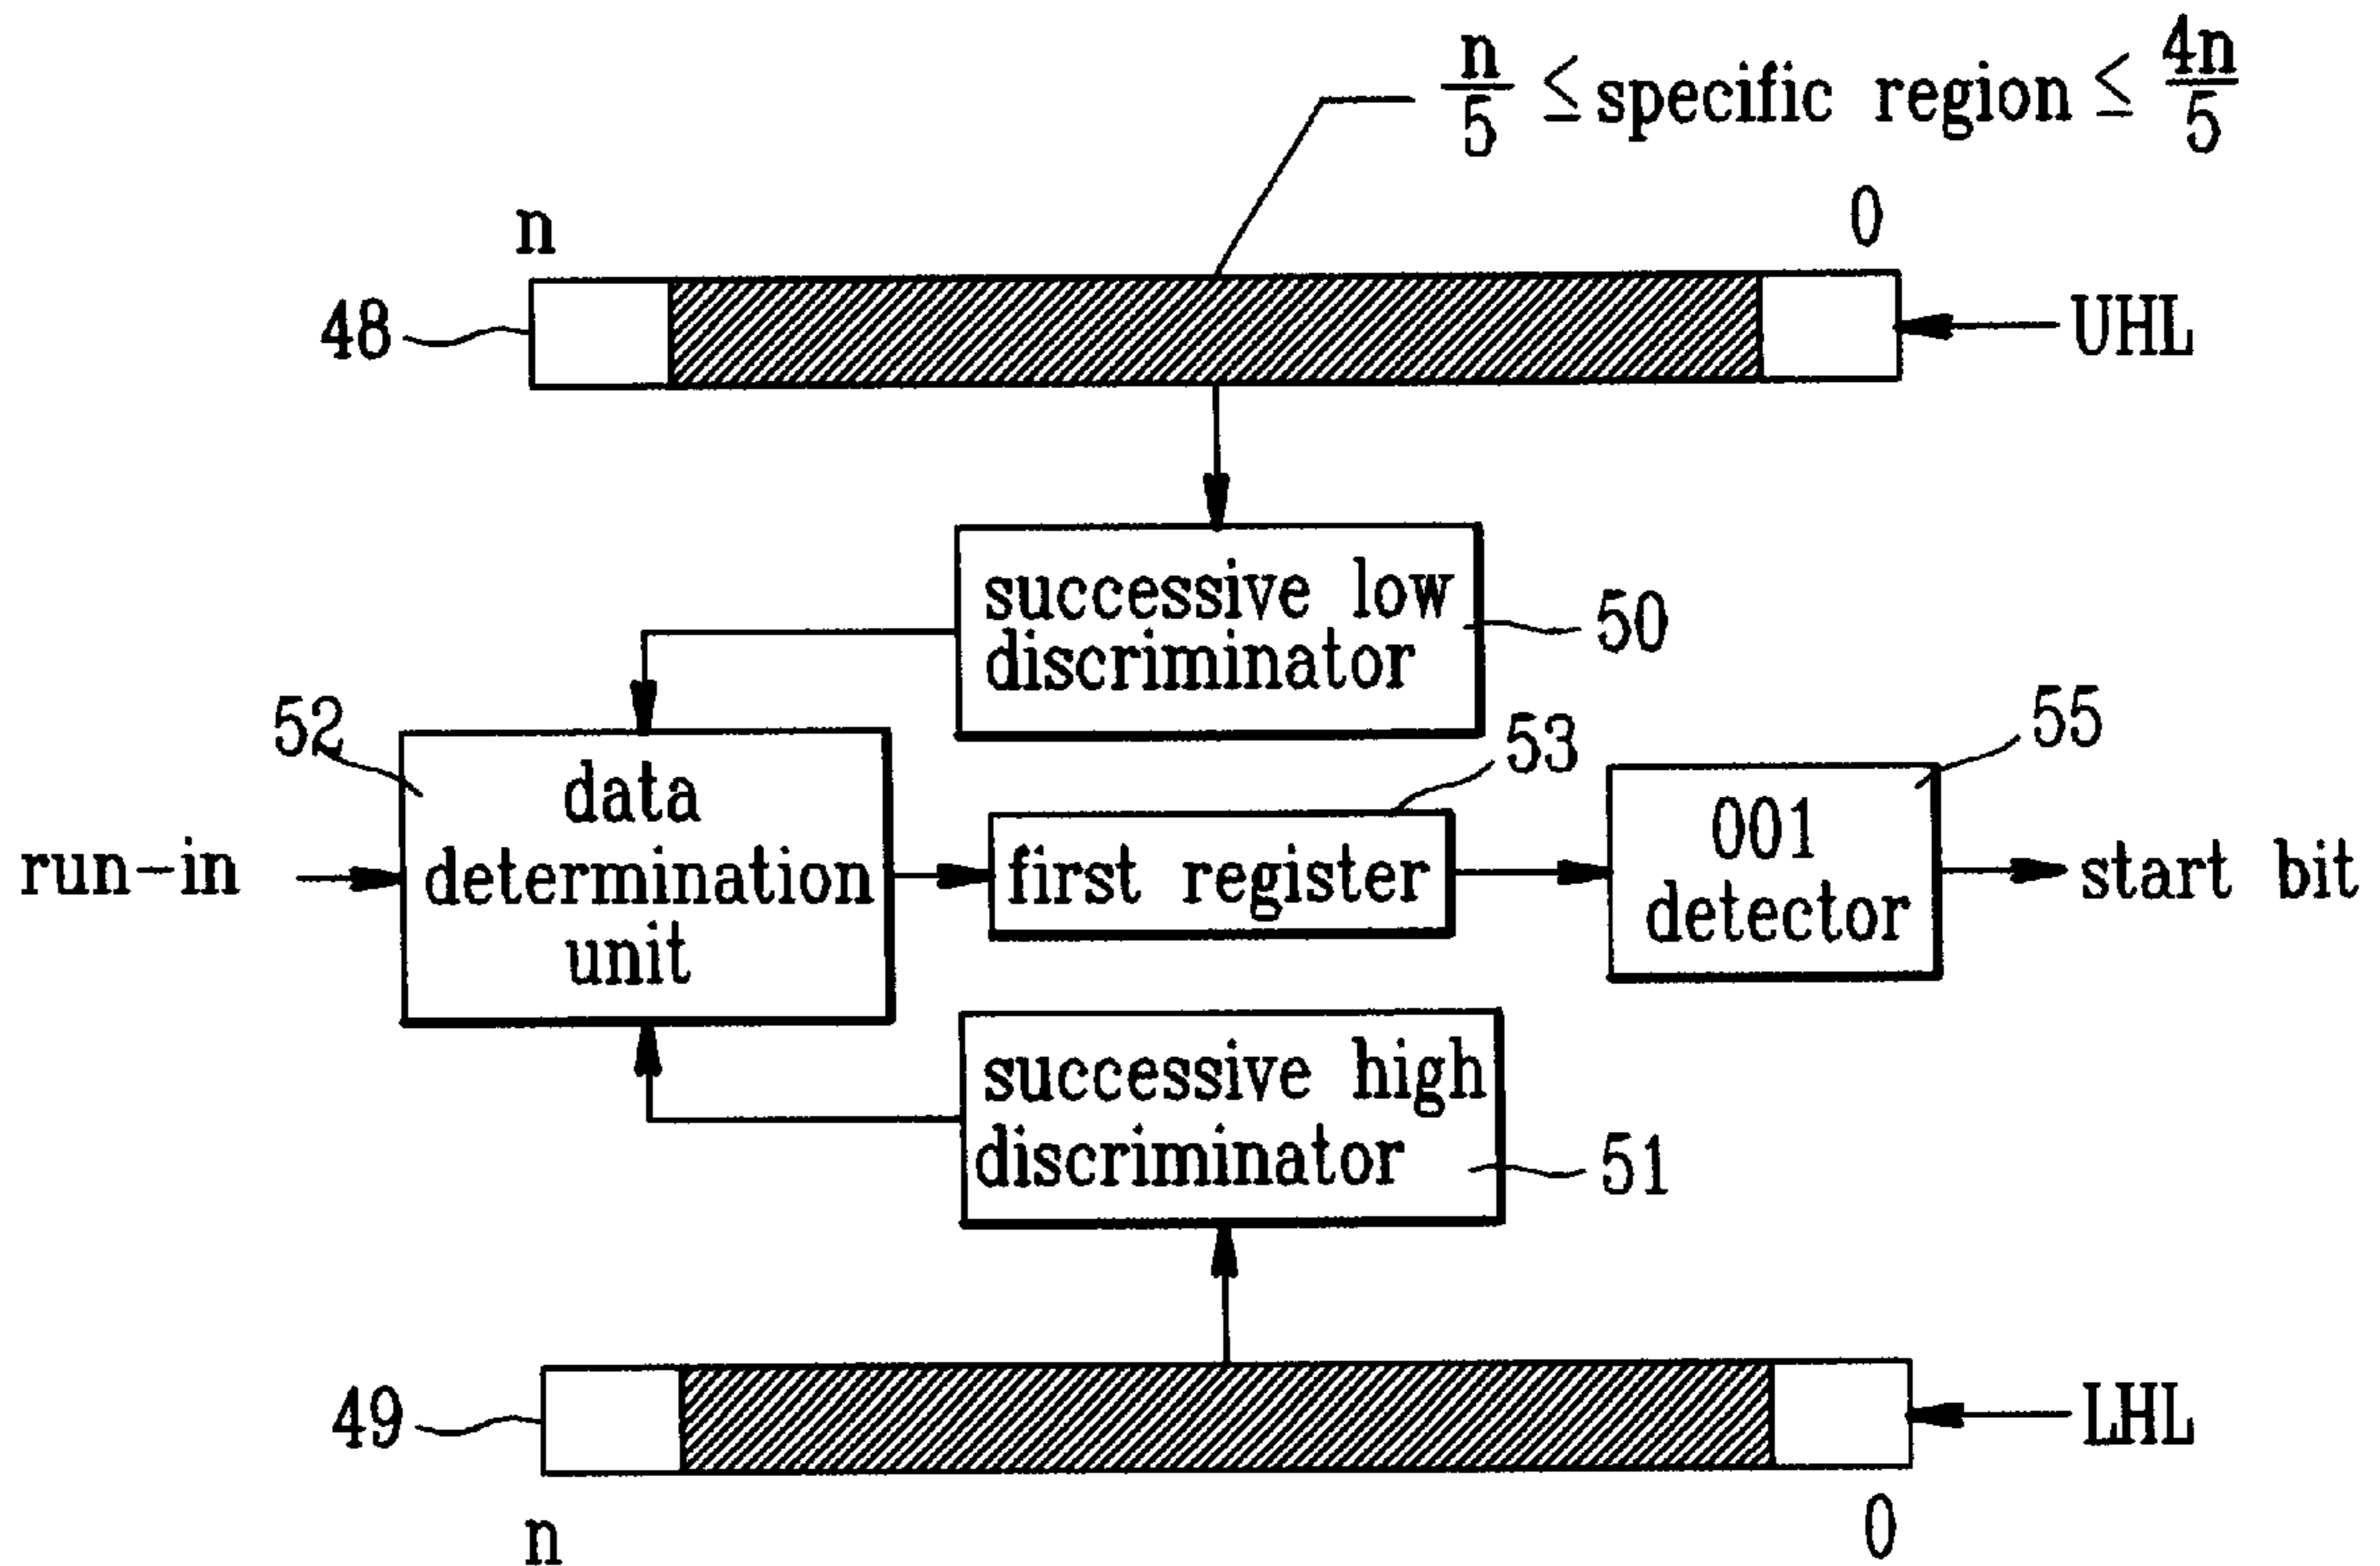 n/5 ≤ specific region ≤ 4n/5
n
0
48
UHL
successive low
discriminator
50
52
data
determination
unit
run-in
53
first register
55
001
detector
start bit
successive high
discriminator
51
49
LHL
n
0